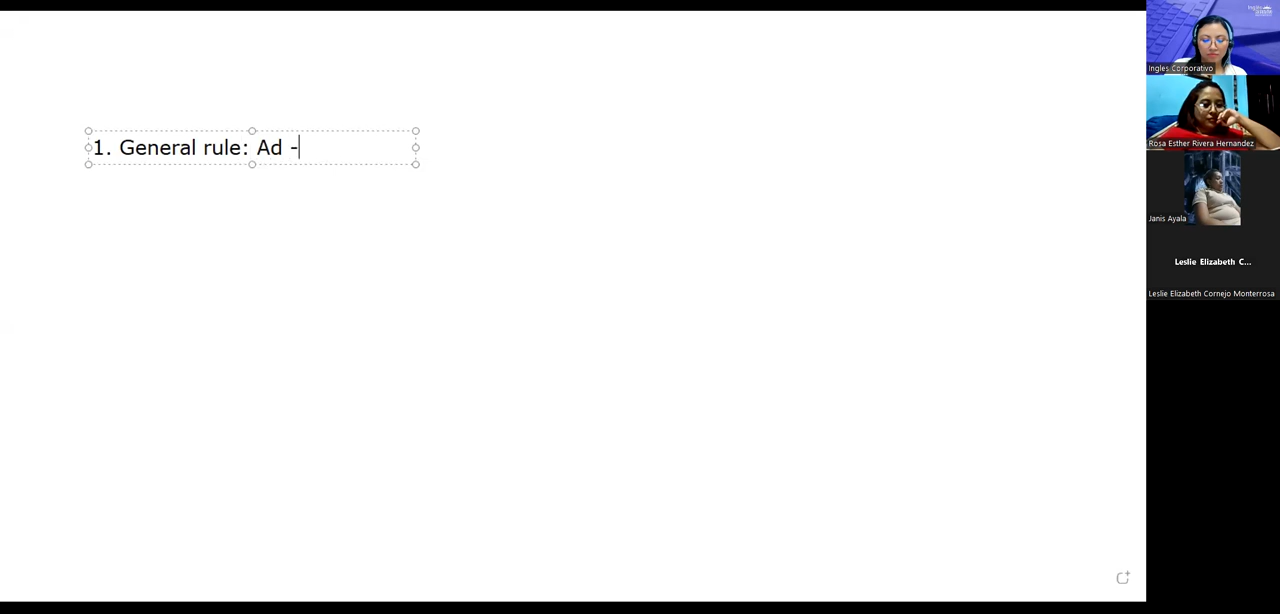 1. General rule: Ad -
Ingles Corporativo
Rosa Esther Rivera Hernandez
Janis Ayala
Leslie Elizabeth C...
Leslie Elizabeth Cornejo Monterrosa